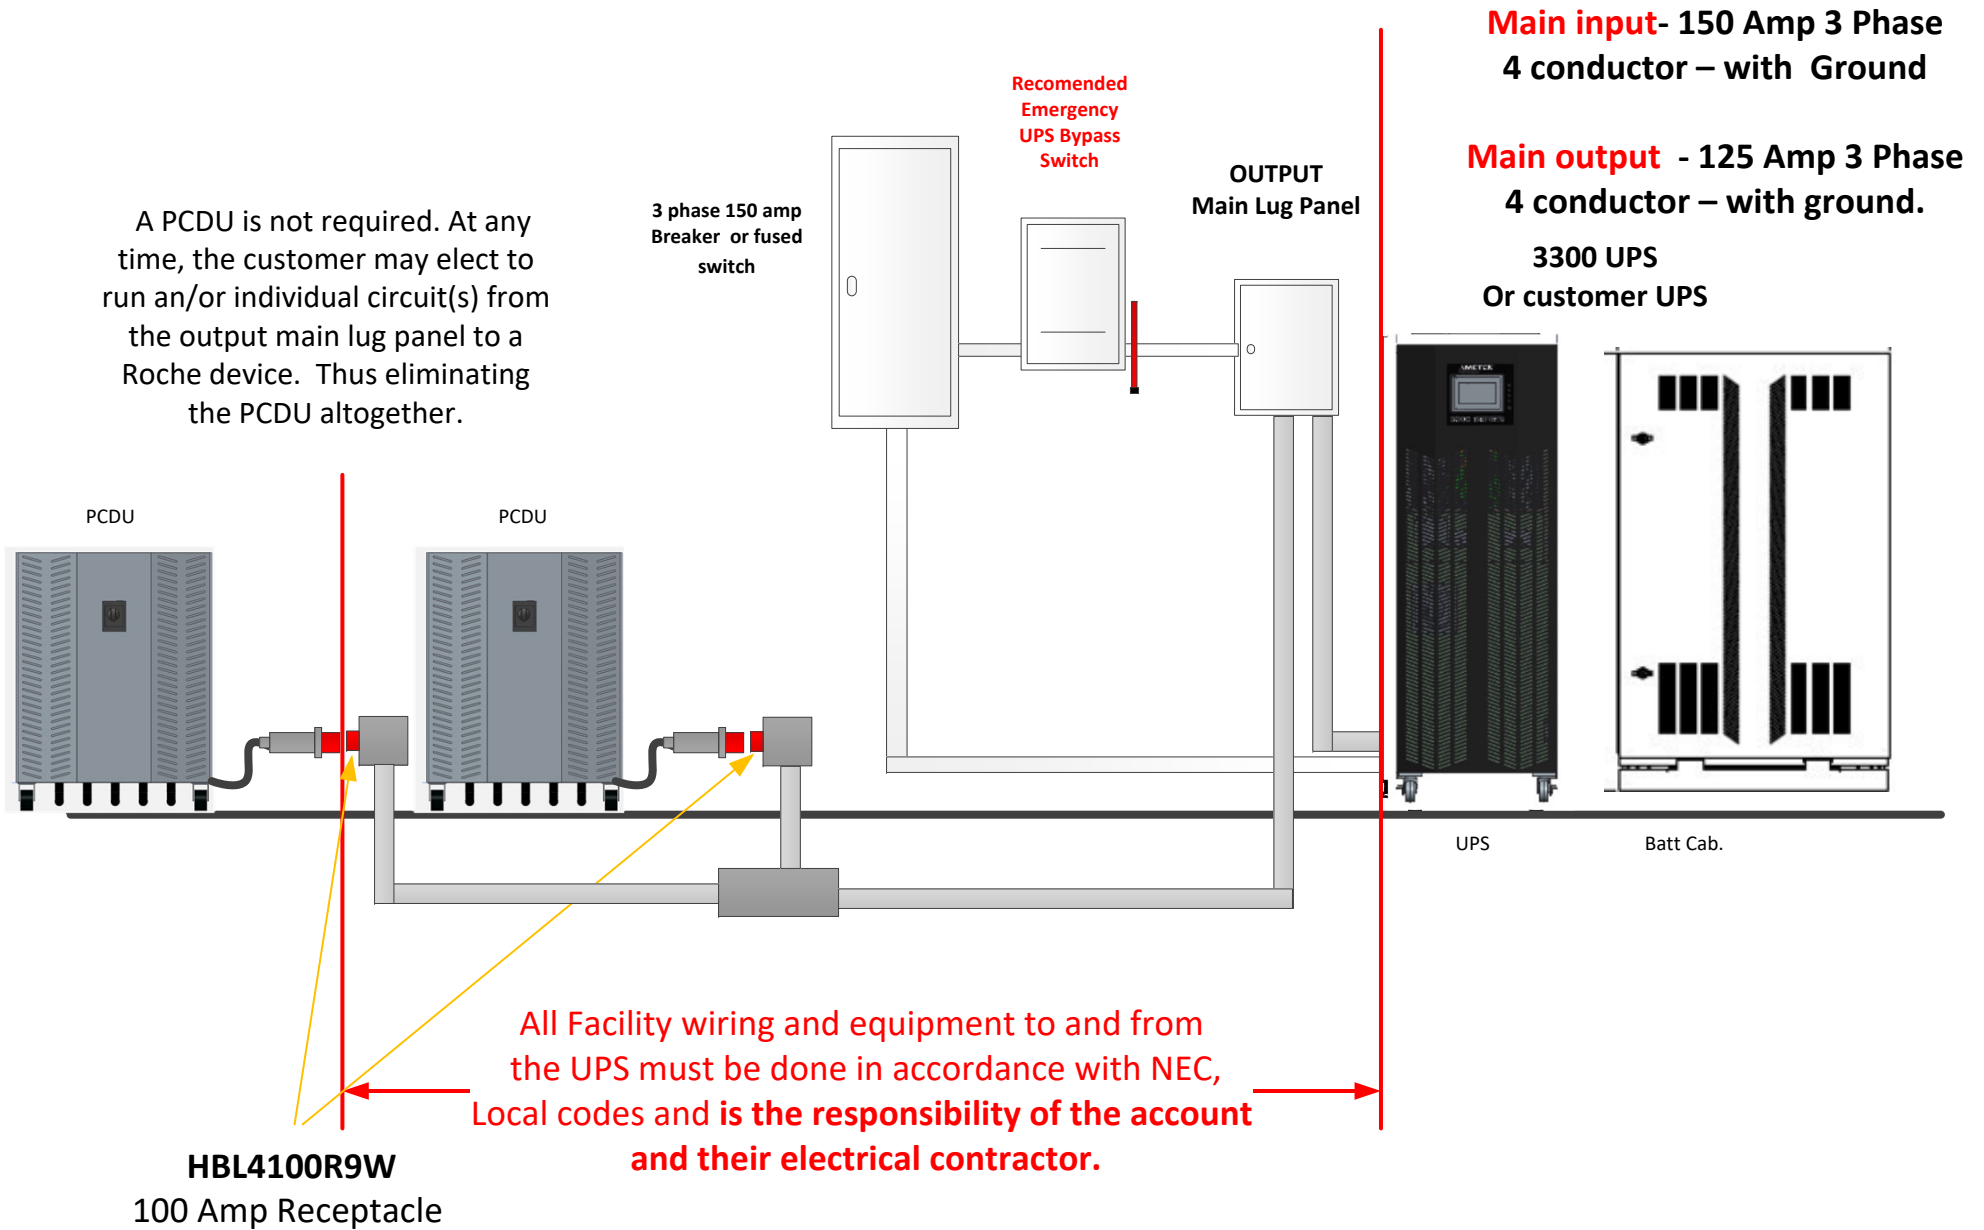 Main input- 150 Amp 3 Phase
4 conductor – with  Ground
Main output  - 125 Amp 3 Phase
4 conductor – with ground.
3300 UPS
Or customer UPS
Recomended
Emergency
UPS Bypass
Switch
OUTPUT
Main Lug Panel
3 phase 150 amp
Breaker  or fused
switch
A PCDU is not required. At any
time, the customer may elect to
run an/or individual circuit(s) from
the output main lug panel to a
Roche device.  Thus eliminating
the PCDU altogether.
PCDU
PCDU
AMETEK
UPS
Batt Cab.
All Facility wiring and equipment to and from
the UPS must be done in accordance with NEC,
Local codes and is the responsibility of the account
and their electrical contractor.
HBL4100R9W
100 Amp Receptacle